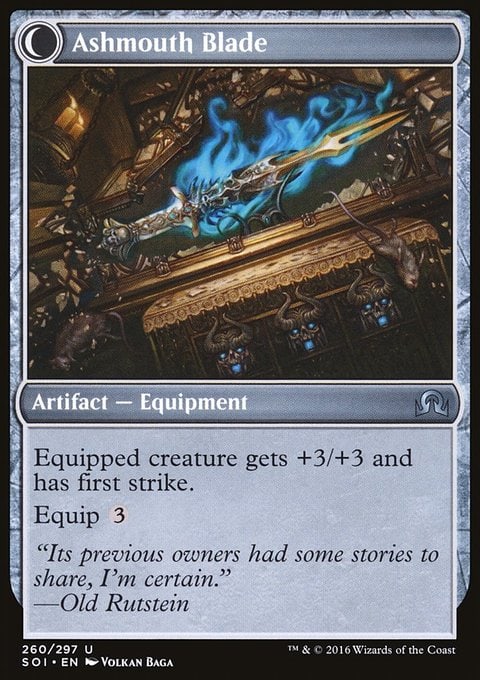 Ashmouth Blade
Artifact — Equipment
Equipped creature gets +3/+3 and
has first strike.
Equip 3
“Its previous owners had some stories to
share, I’m certain.”
—Old Rutstein
260/297 U
SOI • EN Volkan Baga
™ & © 2016 Wizards of the Coast